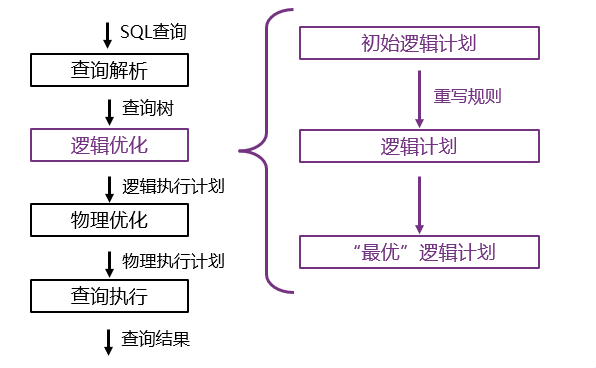 SQL查询
查询解析
查询树
逻辑优化
逻辑执行计划
物理优化
物理执行计划
查询执行
查询结果
初始逻辑计划
重写规则
逻辑计划
“最优”逻辑计划